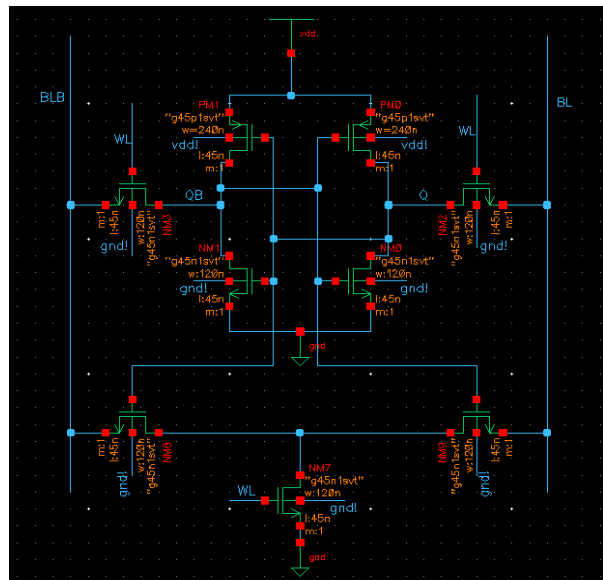 vdd
BLB
BL
PM1
"g45p1svt"
w=240n
vdd!
l:45n
m:1
PM0
"g45p1svt"
w=240n
vdd!
l:45n
m:1
WL
WL
QB
Q
m:1
l:45n
w:120n
"g45n1svt"
NM3
gnd!
NM1
"g45n1svt"
w:120n
gnd!
l:45n
m:1
NM0
"g45n1svt"
w:120n
gnd!
l:45n
m:1
NM2
"g45n1svt"
w:120n
l:45n
m:1
gnd!
gnd
m:1
l:45n
w:120n
"g45n1svt"
NM8
gnd!
NM7
"g45n1svt"
w:120n
WL
gnd!
l:45n
m:1
gnd
NM9
"g45n1svt"
w:120n
l:45n
m:1
gnd!